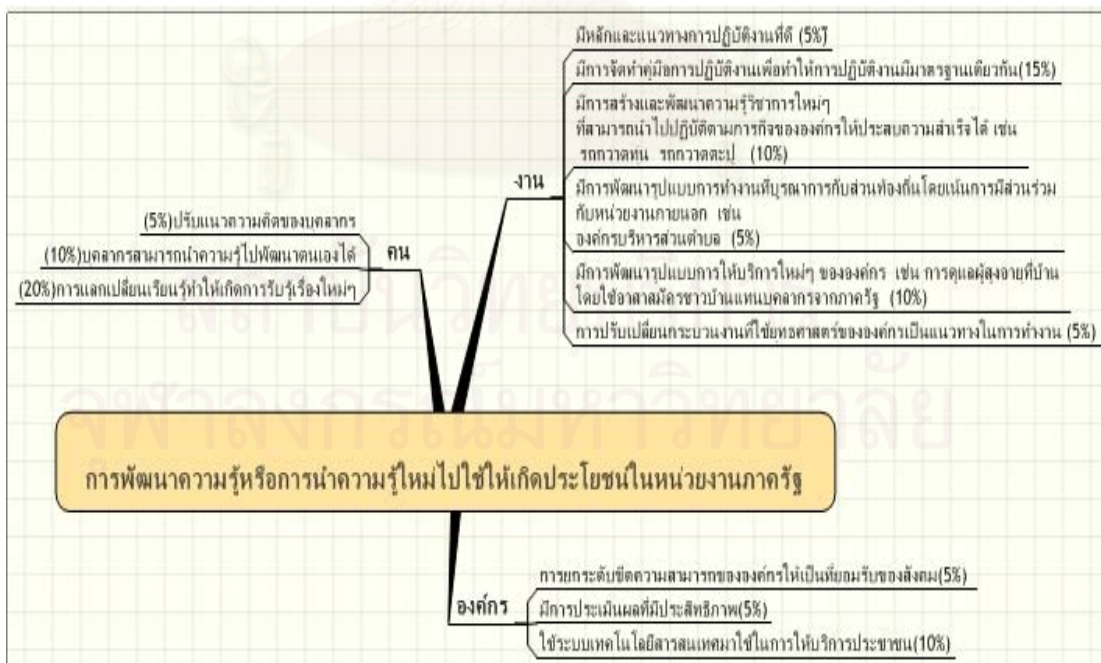 มีหลักและแนวทางการปฏิบัติงานที่ดี (5%)
มีการจัดทำคู่มือการปฏิบัติงานเพื่อทำให้การปฏิบัติงานมีมาตรฐานเดียวกัน(15%)
มีการสร้างและพัฒนาความรู้วิชาการใหม่ๆ
ที่สามารถนำไปปฏิบัติตามภารกิจขององค์กรให้ประสบความสำเร็จได้ เช่น
รถกวาดหุ่น รถกวาดตะปู (10%)
งาน
มีการพัฒนารูปแบบการทำงานที่บูรณาการกับส่วนท้องถิ่นโดยเน้นการมีส่วนร่วม
กับหน่วยงานภายนอก เช่น
องค์กรบริหารส่วนตำบล (5%)
มีการพัฒนารูปแบบการให้บริการใหม่ๆ ขององค์กร เช่น การดูแลผู้สูงอายุที่บ้าน
โดยใช้อาสาสมัครชาวบ้านแทนบุคลากรจากภาครัฐ (10%)
การปรับเปลี่ยนกระบวนงานที่ใช้ยุทธศาสตร์ขององค์กรเป็นแนวทางในการทำงาน (5%)
(5%)ปรับแนวความคิดของบุคลากร
(10%)บุคลากรสามารถนำความรู้ไปพัฒนาตนเองได้
คน
(20%)การแลกเปลี่ยนเรียนรู้ทำให้เกิดการรับรู้เรื่องใหม่ๆ
สถาบันวิทยบริการ
จุฬาลงกรณ์มหาวิทยาลัย
การพัฒนาความรู้หรือการนำความรู้ใหม่ไปใช้ให้เกิดประโยชน์ในหน่วยงานภาครัฐ
การยกระดับขีดความสามารถขององค์กรให้เป็นที่ยอมรับของสังคม(5%)
องค์กร
มีการประเมินผลที่มีประสิทธิภาพ(5%)
ใช้ระบบเทคโนโลยีสารสนเทศมาใช้ในการให้บริการประชาชน(10%)